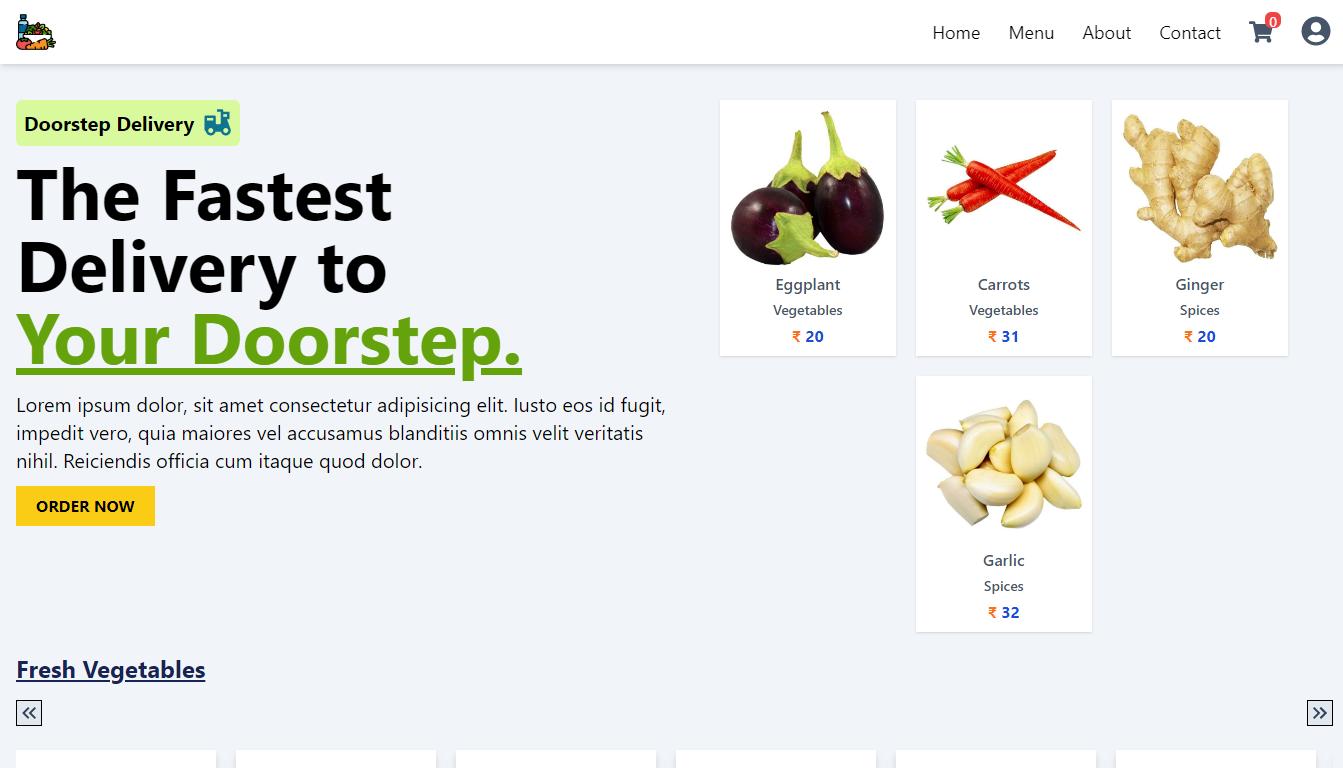 Home Menu About Contact 0
Doorstep Delivery
The Fastest
Delivery to
Your Doorstep.
Lorem ipsum dolor, sit amet consectetur adipisicing elit. Iusto eos id fugit,
impedit vero, quia maiores vel accusamus blanditiis omnis velit veritatis
nihil. Reiciendis officia cum itaque quod dolor.
ORDER NOW
Eggplant
Vegetables
₹ 20
Carrots
Vegetables
₹ 31
Ginger
Spices
₹ 20
Garlic
Spices
₹ 32
Fresh Vegetables